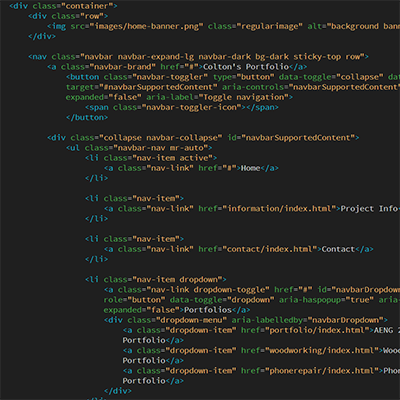 <div class="container">
<div class="row">
<img src="images/home-banner.png" class="regularimage" alt="background ban
</div>
<nav class="navbar navbar-expand-lg navbar-dark bg-dark sticky-top row">
<a class="navbar-brand" href="#">Colton's Portfolio</a>
<button class="navbar-toggler" type="button" data-toggle="collapse" dat
target="#navbarSupportedContent" aria-controls="navbarSupportedContent"
expanded="false" aria-label="Toggle navigation">
<span class="navbar-toggler-icon"></span>
</button>
<div class="collapse navbar-collapse" id="navbarSupportedContent">
<ul class="navbar-nav mr-auto">
<li class="nav-item active">
<a class="nav-link" href="#">Home</a>
</li>
<li class="nav-item">
<a class="nav-link" href="information/index.html">Project Info
</li>
<li class="nav-item">
<a class="nav-link" href="contact/index.html">Contact</a>
</li>
<li class="nav-item dropdown">
<a class="nav-link dropdown-toggle" href="#" id="navbarDropdown
role="button" data-toggle="dropdown" aria-haspopup="true" aria-
expanded="false">Portfolios</a>
<div class="dropdown-menu" aria-labelledby="navbarDropdown">
<a class="dropdown-item" href="portfolio/index.html">AENG 2
Portfolio</a>
<a class="dropdown-item" href="woodworking/index.html">Wood
Portfolio</a>
<a class="dropdown-item" href="phonerepair/index.html">Phon
Portfolio</a>
</div>